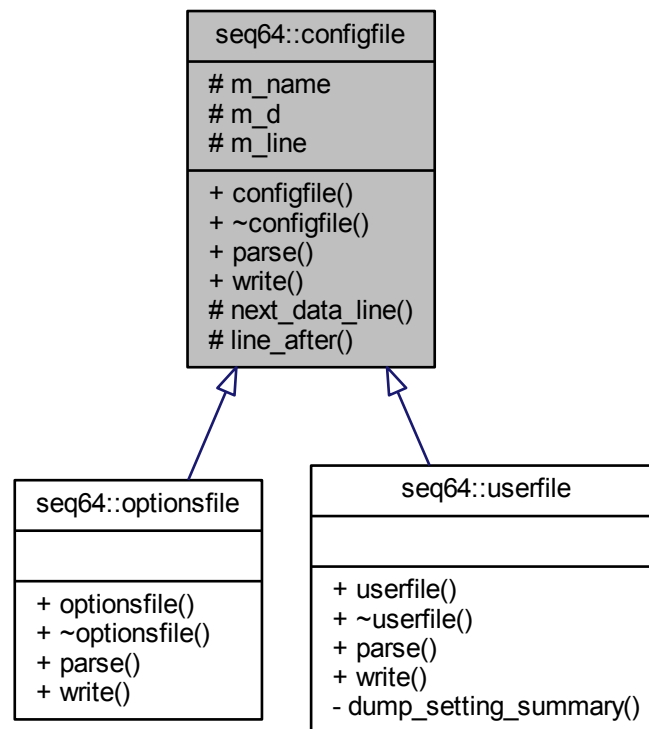 seq64::configfile
# m_name
# m_d
# m_line
+ configfile()
+ ~configfile()
+ parse()
+ write()
# next_data_line()
# line_after()
seq64::optionsfile
+ optionsfile()
+ ~optionsfile()
+ parse()
+ write()
seq64::userfile
+ userfile()
+ ~userfile()
+ parse()
+ write()
- dump_setting_summary()